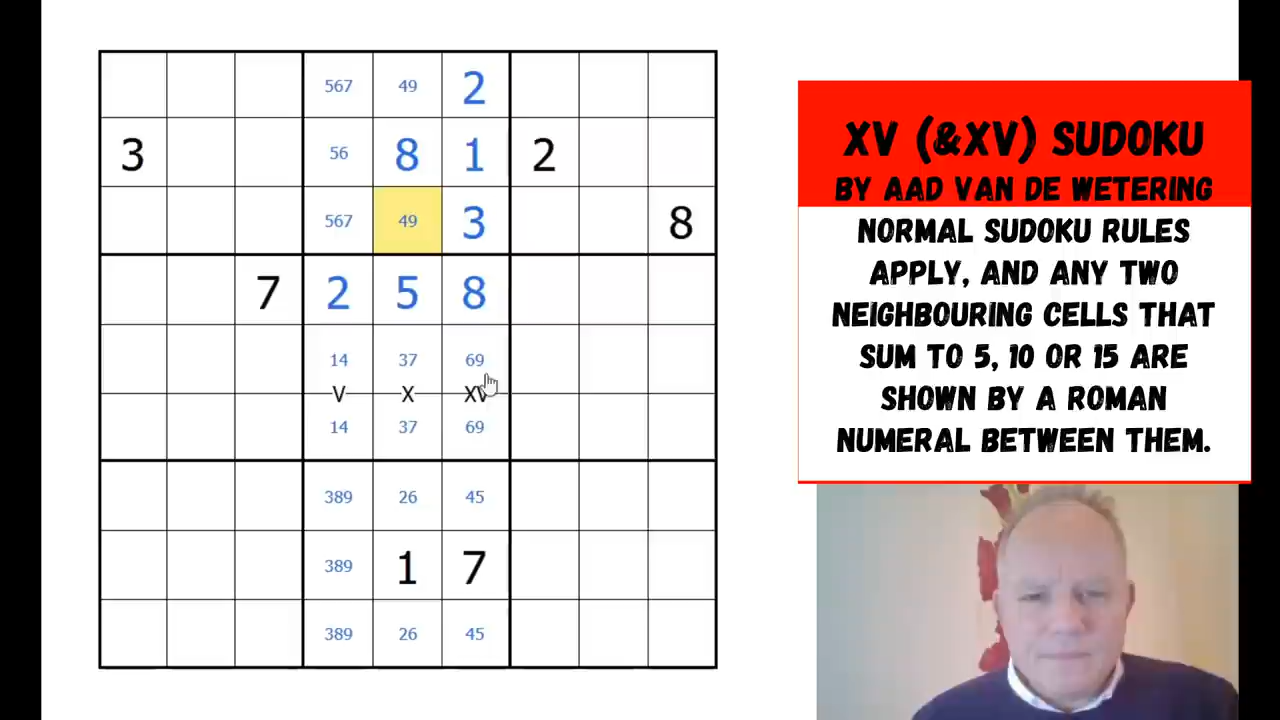 567 49 2
3 56 8 1 2
567 49 3 8
7 2 5 8
14 37 69
V X XV
14 37 69
389 26 45
389 1 7
389 26 45
XV (&XV) SUDOKU
BY AAD VAN DE WETERING
NORMAL SUDOKU RULES
APPLY, AND ANY TWO
NEIGHBOURING CELLS THAT
SUM TO 5, 10 OR 15 ARE
SHOWN BY A ROMAN
NUMERAL BETWEEN THEM.